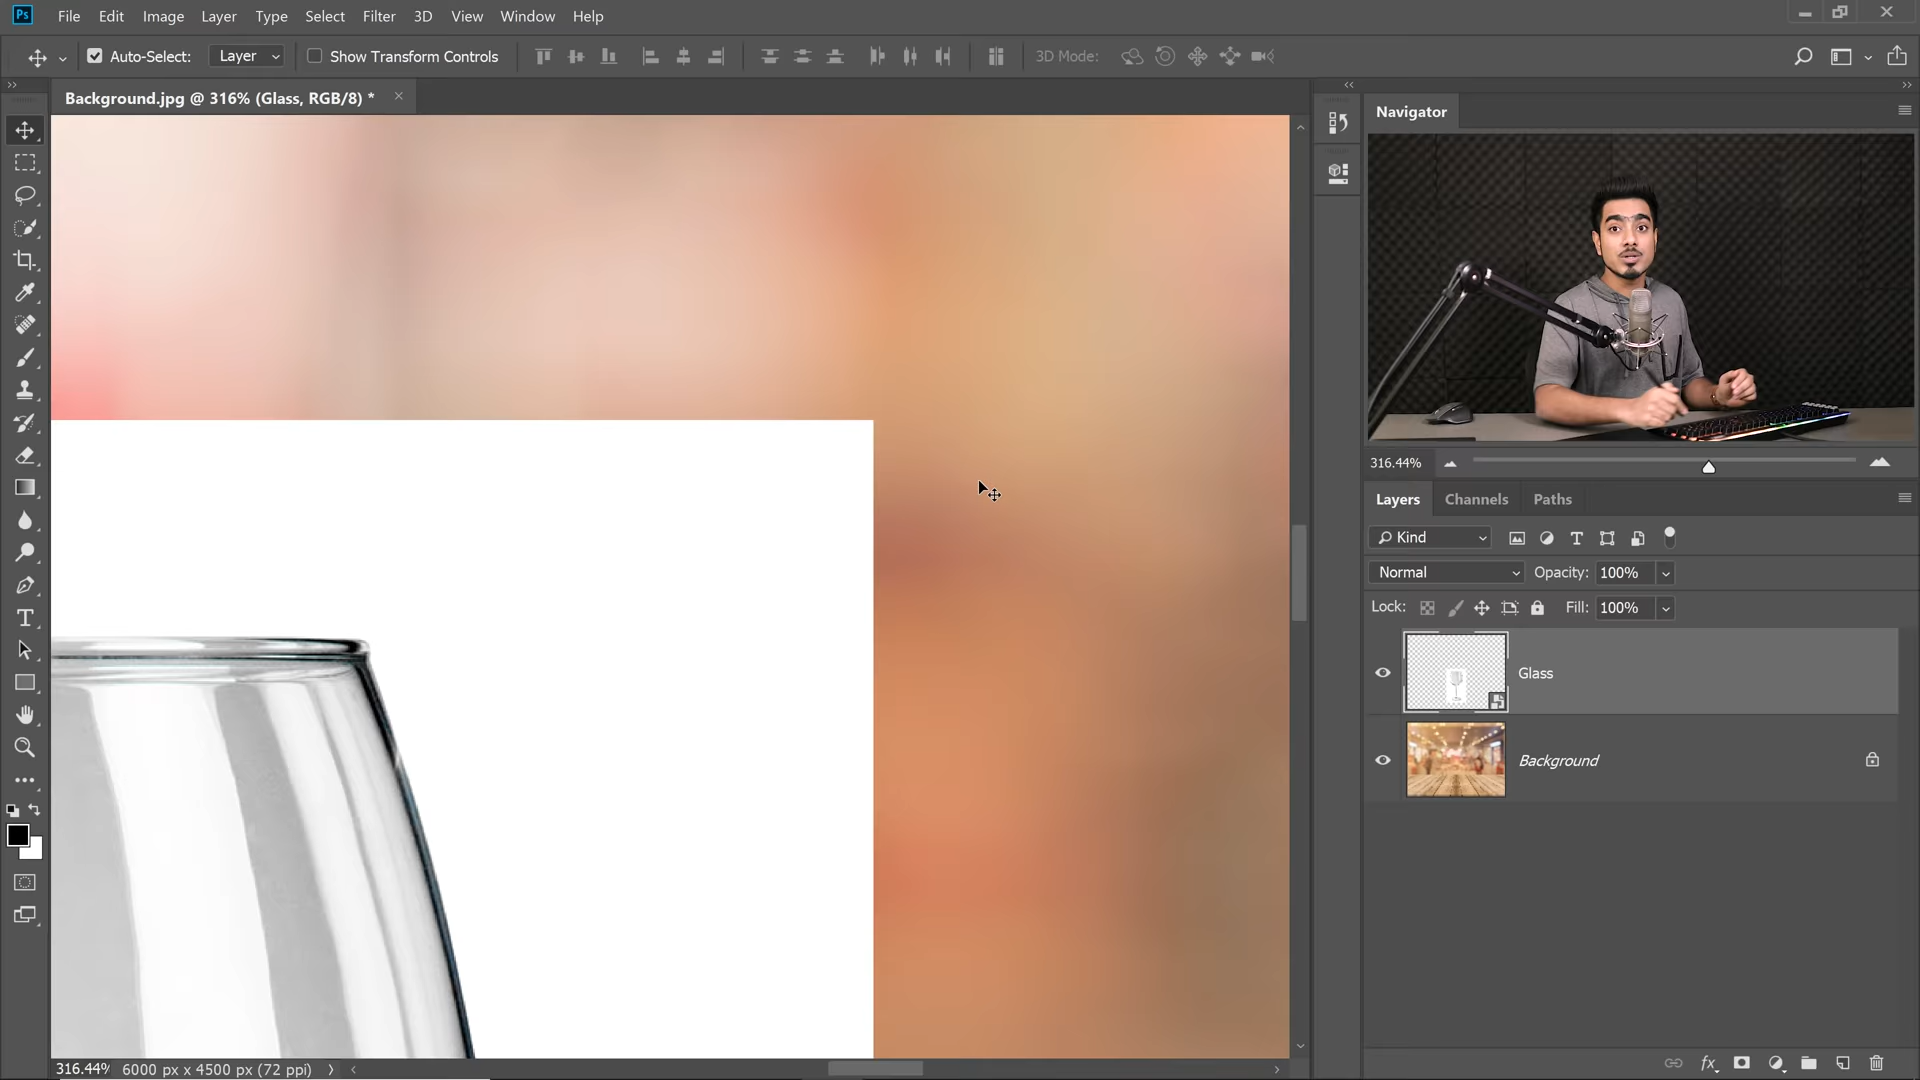 Ps File Edit Image Layer Type Select Filter 3D View Window Help
Auto-Select: Layer Show Transform Controls 3D Mode:
Background.jpg @ 316% (Glass, RGB/8) *
Navigator
316.44%
Layers Channels Paths
Kind
Normal Opacity: 100%
Lock: Fill: 100%
Glass
Background
316.44% 6000 px x 4500 px (72 ppi)